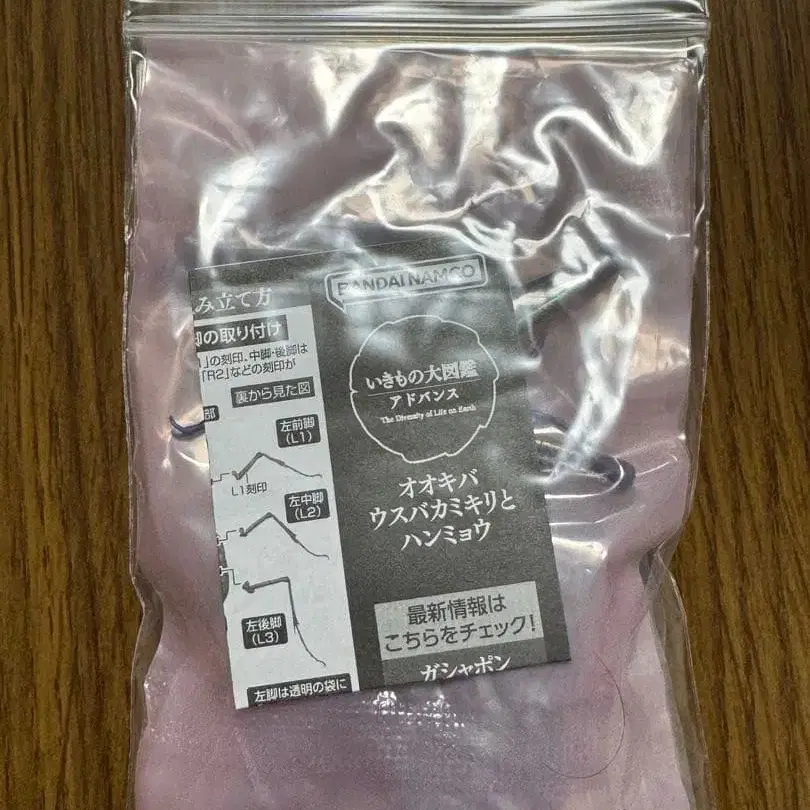 み立て方
脚の取り付け
」の刻印、中脚・後脚は
「R2」などの刻印が
裏から見た図
部
左前脚
(L1)
L1刻印
左中脚
(L2)
左後脚
(L3)
左脚は透明の袋に
BANDAI NAMCO
いきもの大図鑑
アドバンス
The Diversity of Life on Earth
オオキバ
ウスバカミキリと
ハンミョウ
最新情報は
こちらをチェック!
ガシャポン